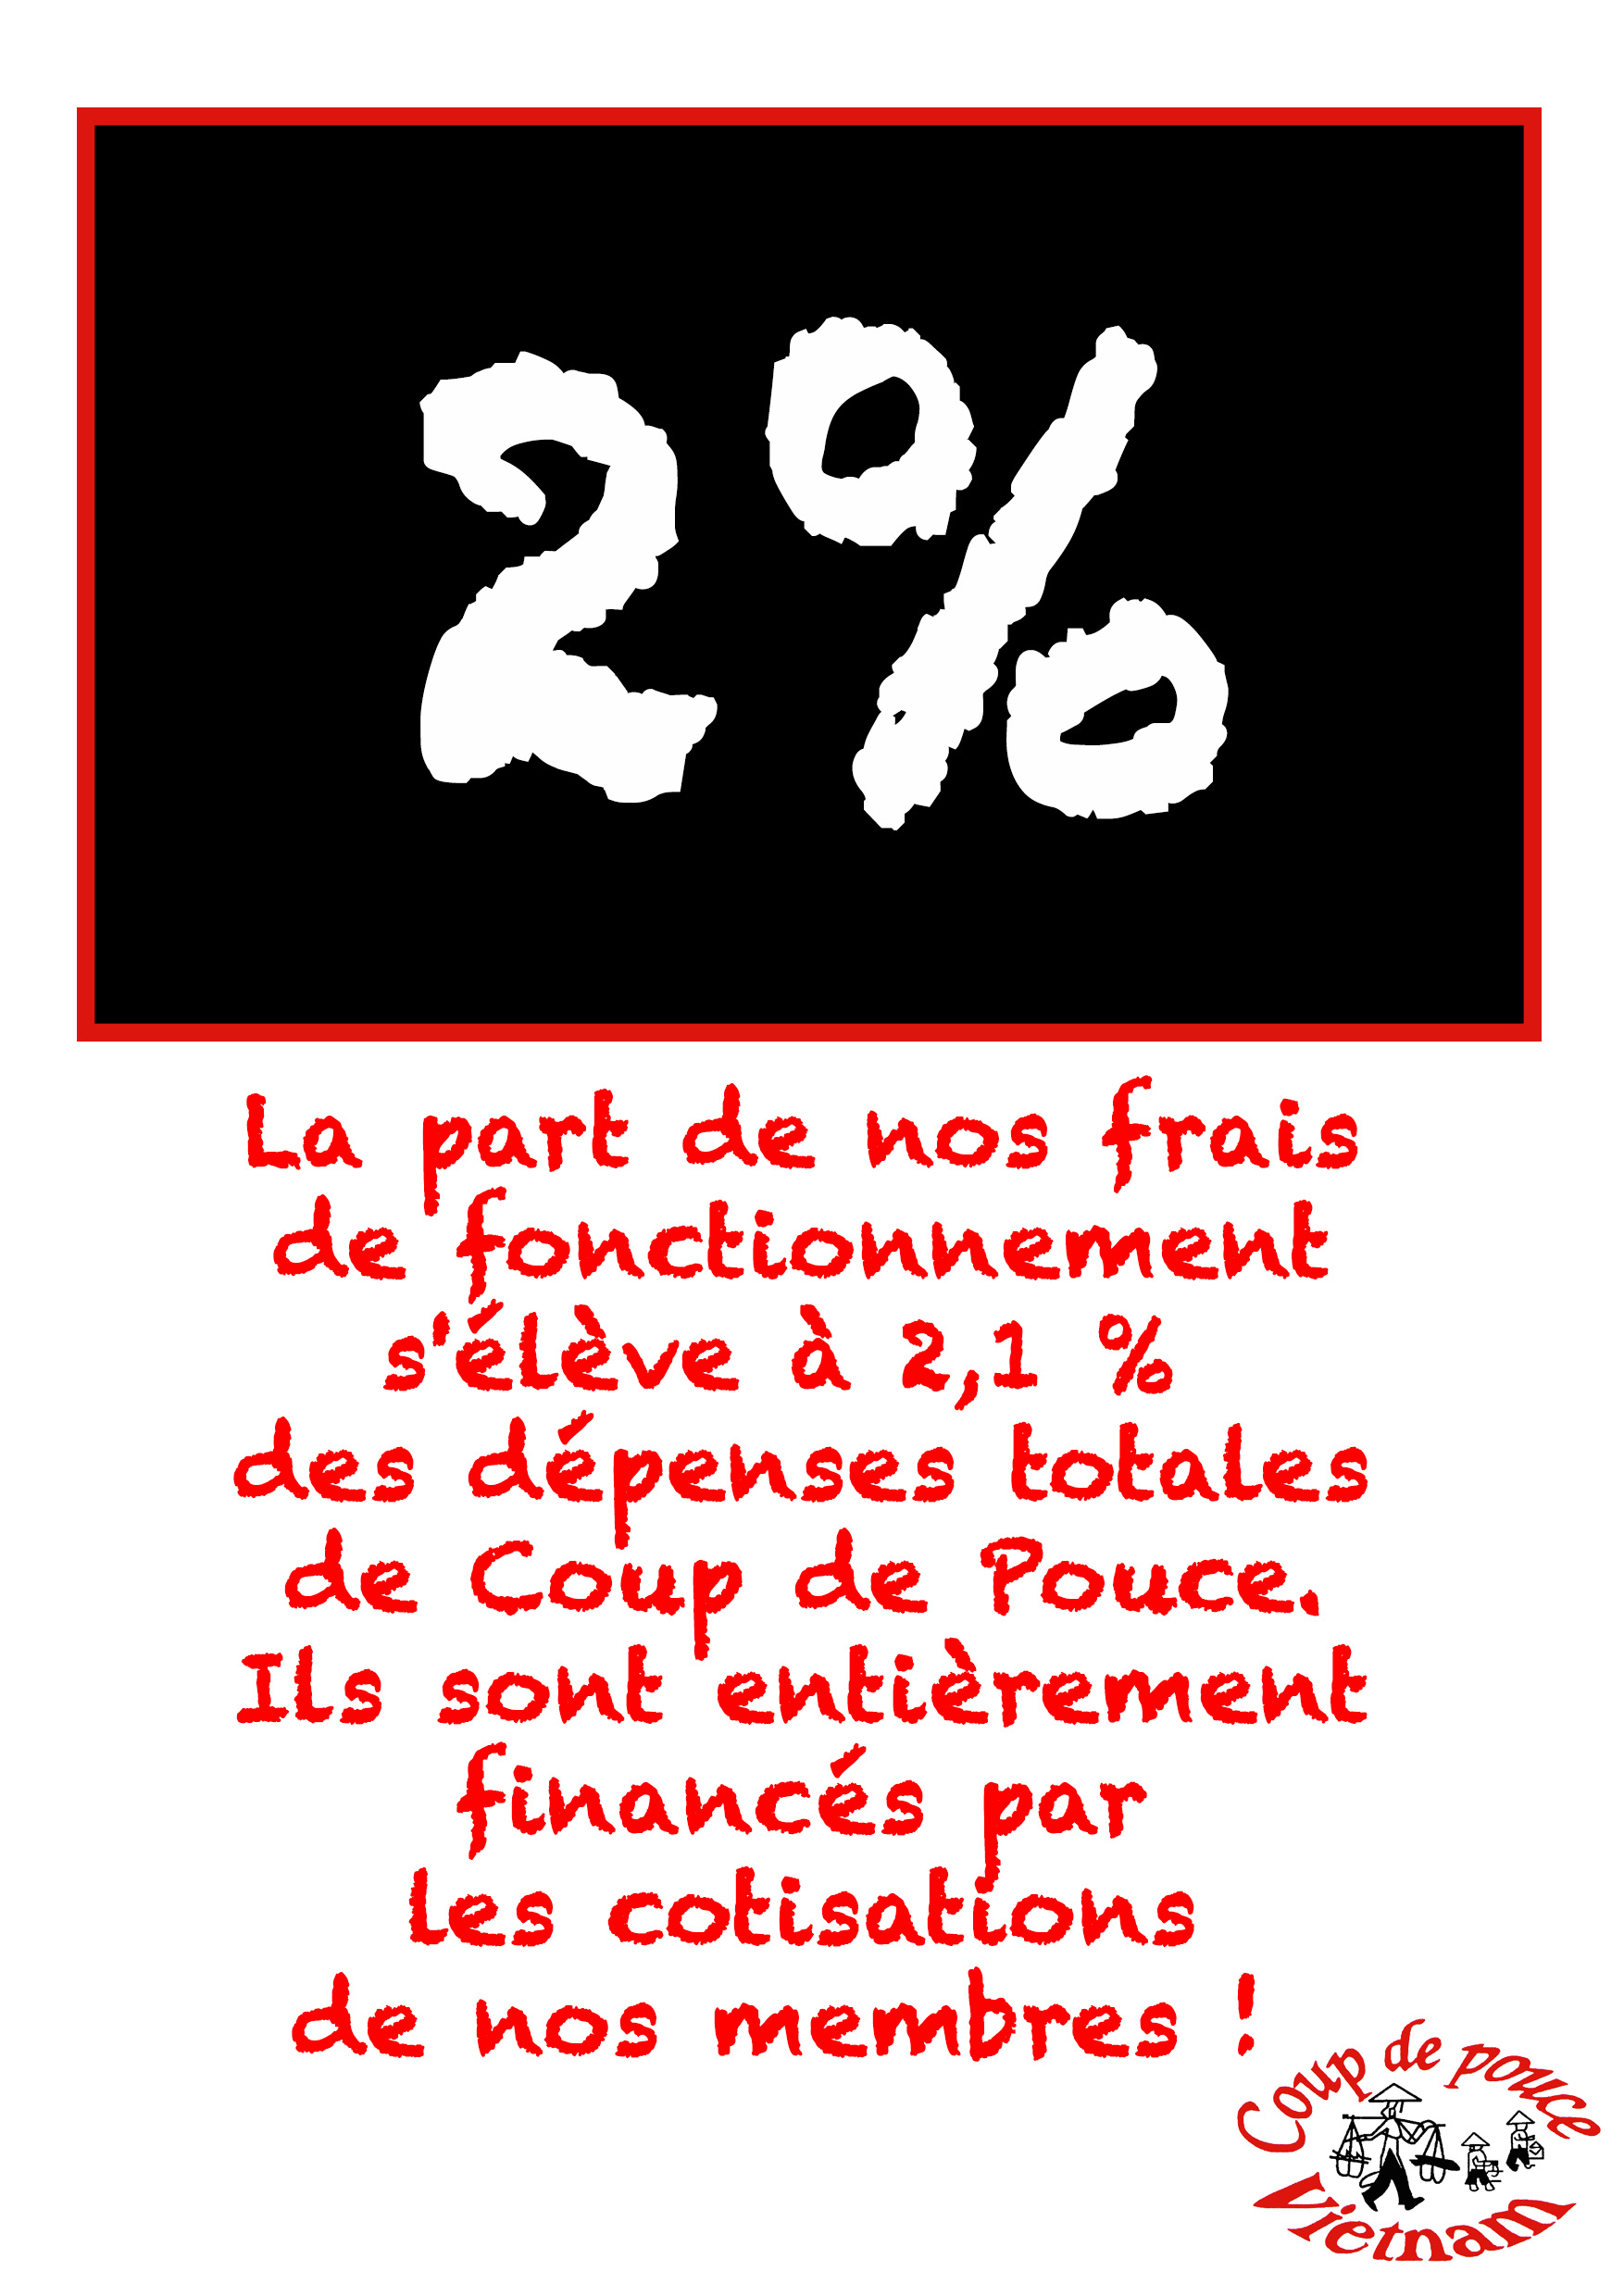 2%
La part de nos frais
de fonctionnement
s'élève à 2,1 %
des dépenses totales
de Coup de Pouce.
Ils sont entièrement
financés par
les cotisations
de nos membres !
Coup de pouce
Vietnam